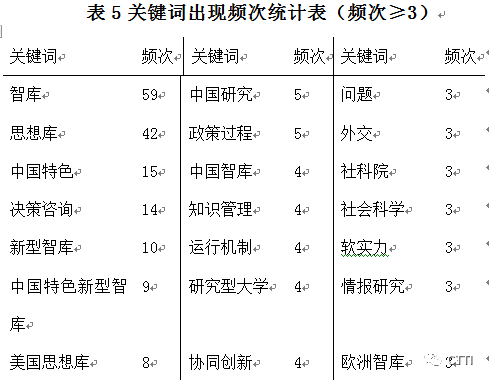 表 5 关键词出现频次统计表（频次≥3）
关键词 频次 关键词 频次 关键词 频次
智库 59 中国研究 5 问题 3
思想库 42 政策过程 5 外交 3
中国特色 15 中国智库 4 社科院 3
决策咨询 14 知识管理 4 社会科学 3
新型智库 10 运行机制 4 软实力 3
中国特色新型智 9 研究型大学 4 情报研究 3
库
美国思想库 8 协同创新 4 欧洲智库 3